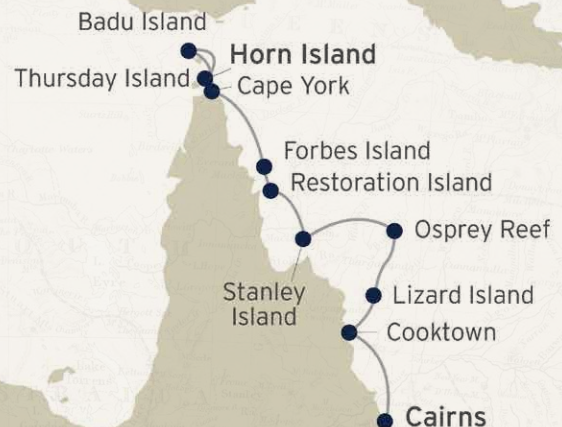 Badu Island
Horn Island
Thursday Island
Cape York
Forbes Island
Restoration Island
Osprey Reef
Stanley
Island
Lizard Island
Cooktown
Cairns